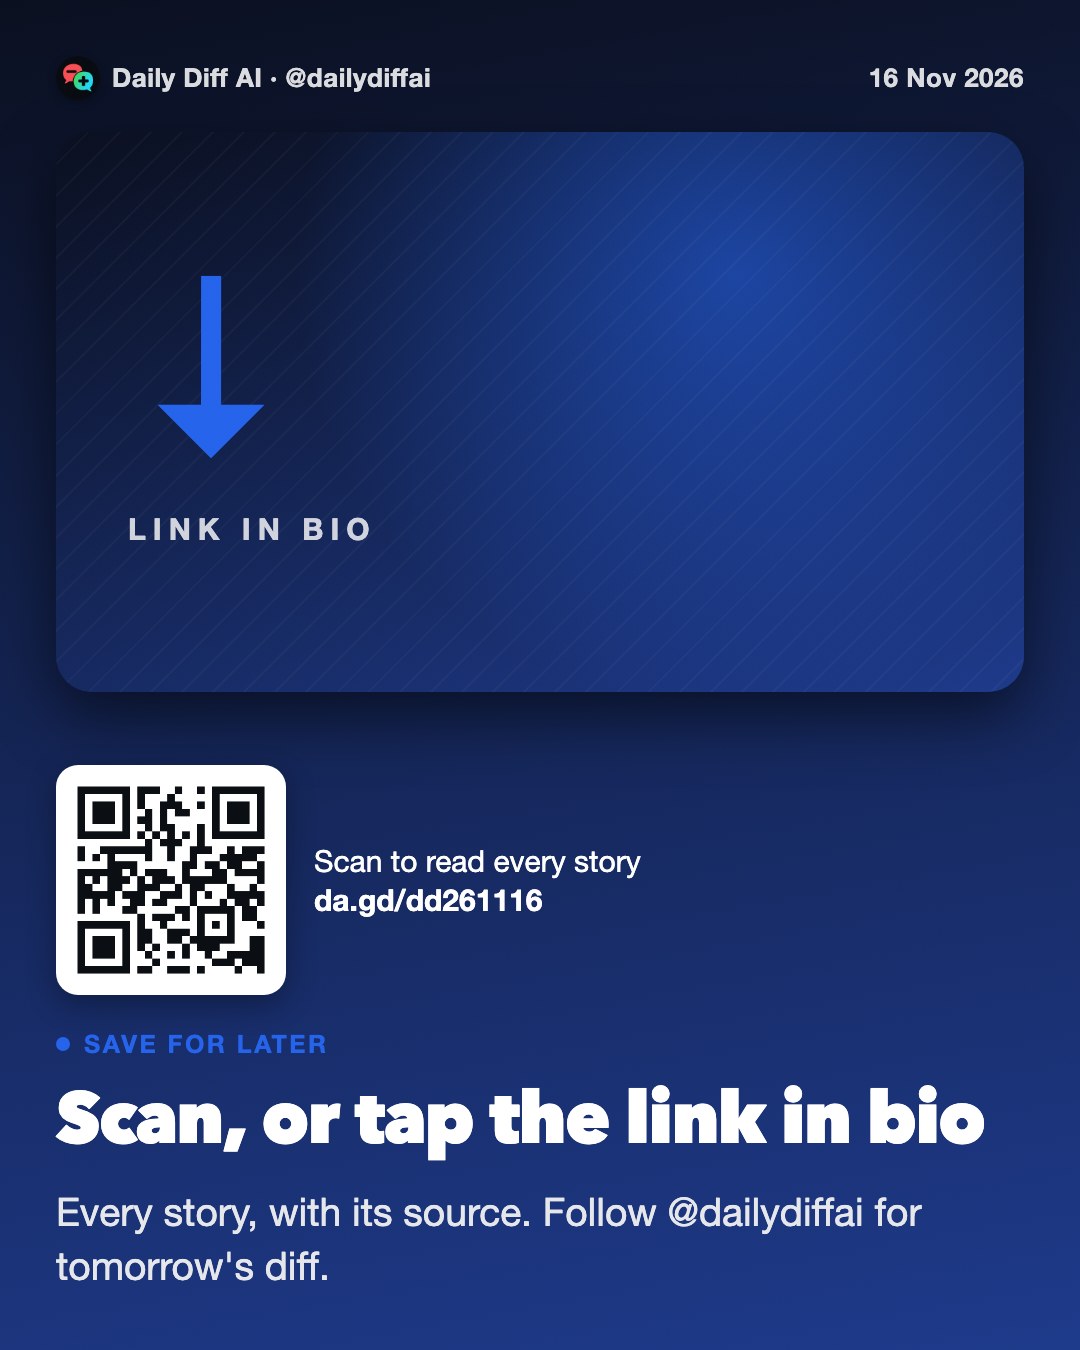 Daily Diff AI · @dailydiffai
16 Nov 2026
LINK IN BIO
Scan to read every story
da.gd/dd261116
SAVE FOR LATER
Scan, or tap the link in bio
Every story, with its source. Follow @dailydiffai for
tomorrow's diff.